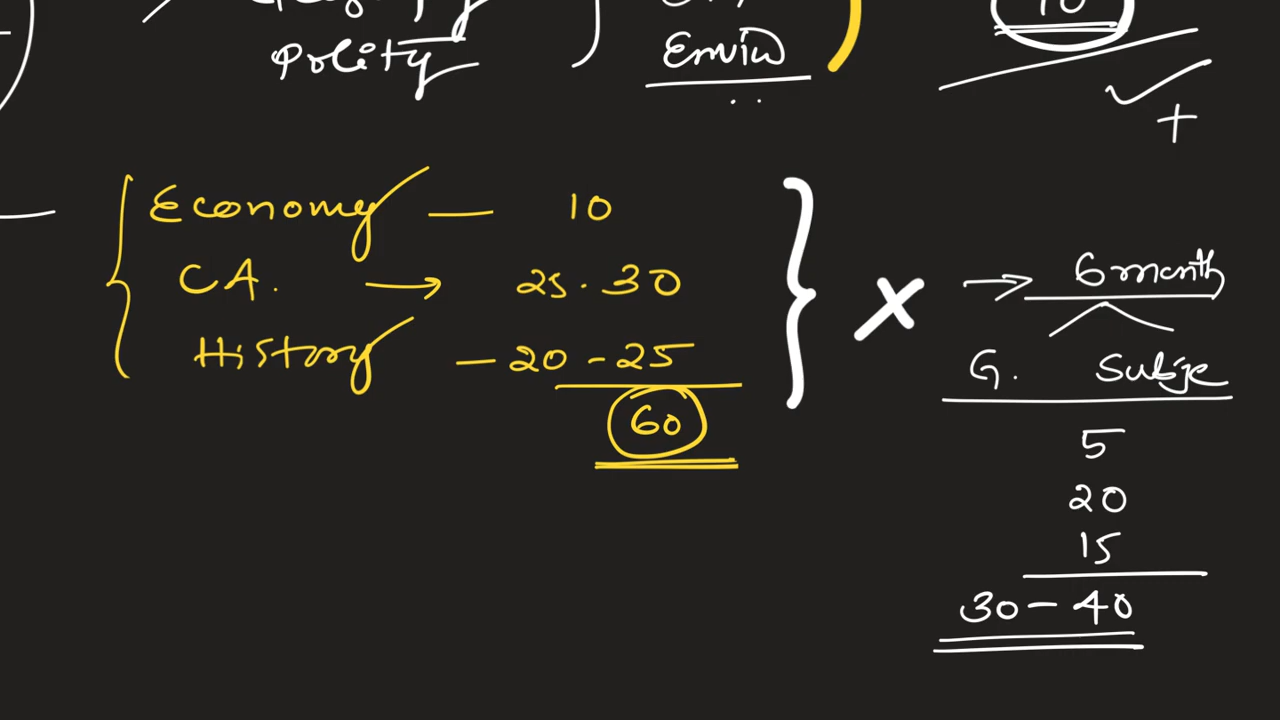 Polity
Enviro
10
+
Economy — 10
CA. → 25.30
History — 20 - 25
60
× → 6 month
G. Subje
5
20
15
30 - 40